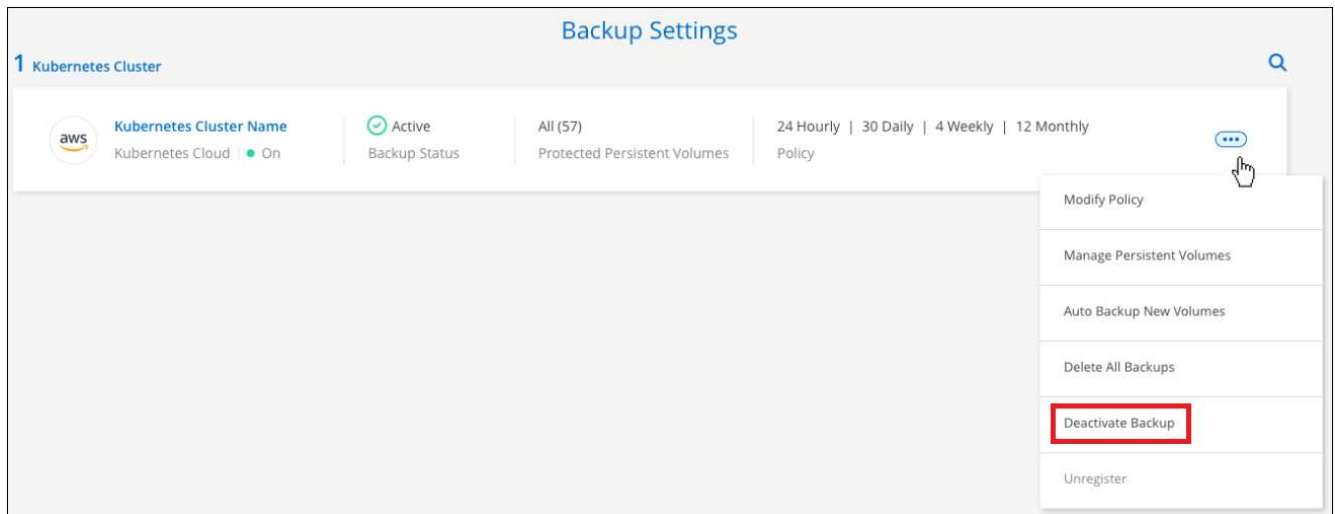 Backup Settings
1 Kubernetes Cluster
aws
Kubernetes Cluster Name
Kubernetes Cloud
On
Active
Backup Status
All (57)
Protected Persistent Volumes
24 Hourly | 30 Daily | 4 Weekly | 12 Monthly
Policy
Modify Policy
Manage Persistent Volumes
Auto Backup New Volumes
Delete All Backups
Deactivate Backup
Unregister